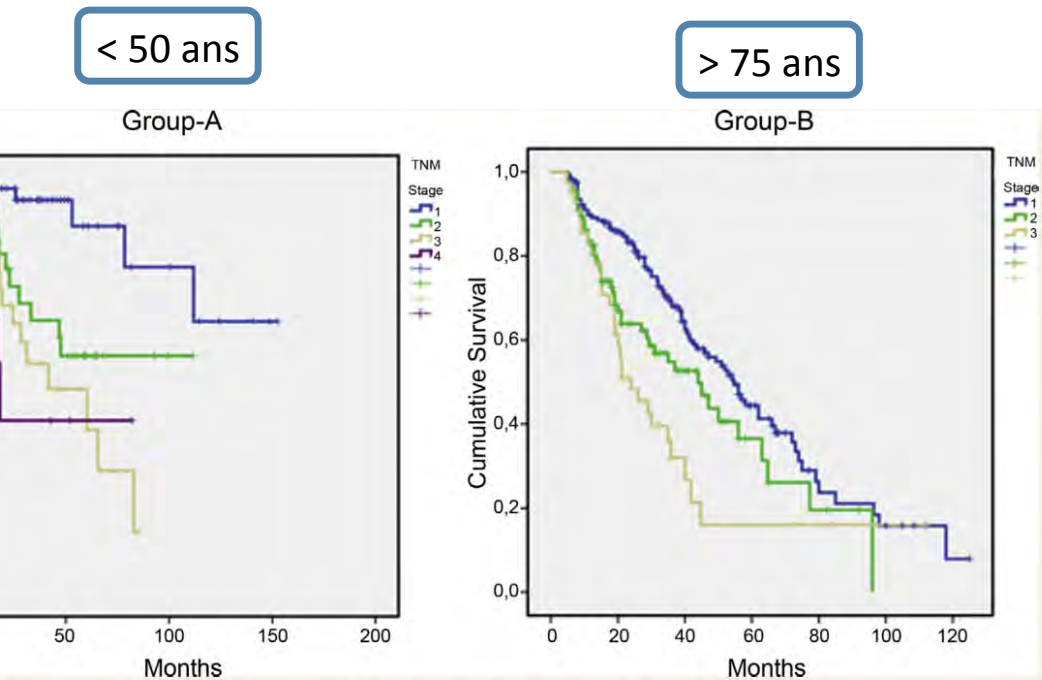 < 50 ans
> 75 ans
Group-A
Group-B
TNM
Stage
1
2
3
4
50
100
150
200
Months
Cumulative Survival
1,0
0,8
0,6
0,4
0,2
0,0
0
20
40
60
80
100
120
Months
TNM
Stage
1
2
3